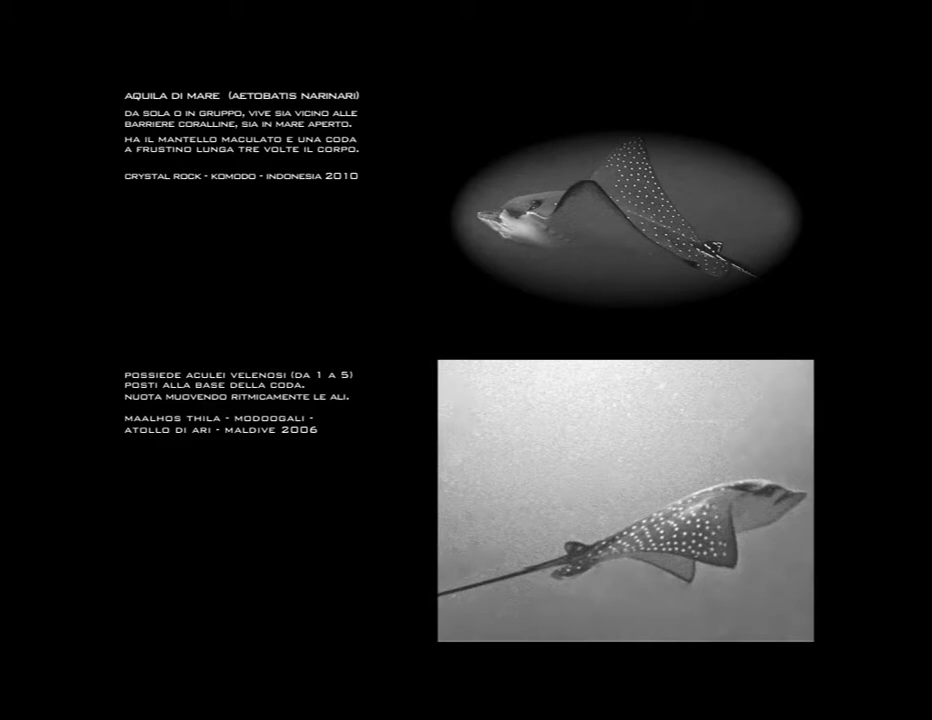 AQUILA DI MARE (AETOBATIS NARINARI)
DA SOLA O IN GRUPPO, VIVE SIA VICINO ALLE
BARRIERE CORALLINE, SIA IN MARE APERTO.
HA IL MANTELLO MACULATO E UNA CODA
A FRUSTINO LUNGA TRE VOLTE IL CORPO.
CRYSTAL ROCK - KOMODO - INDONESIA 2010
POSSIEDE ACULEI VELENOSI (DA 1 A 5)
POSTI ALLA BASE DELLA CODA.
NUOTA MUOVENDO RITMICAMENTE LE ALI.
MAALHOS THILA - MODOOGALI -
ATOLLO DI ARI - MALDIVE 2006